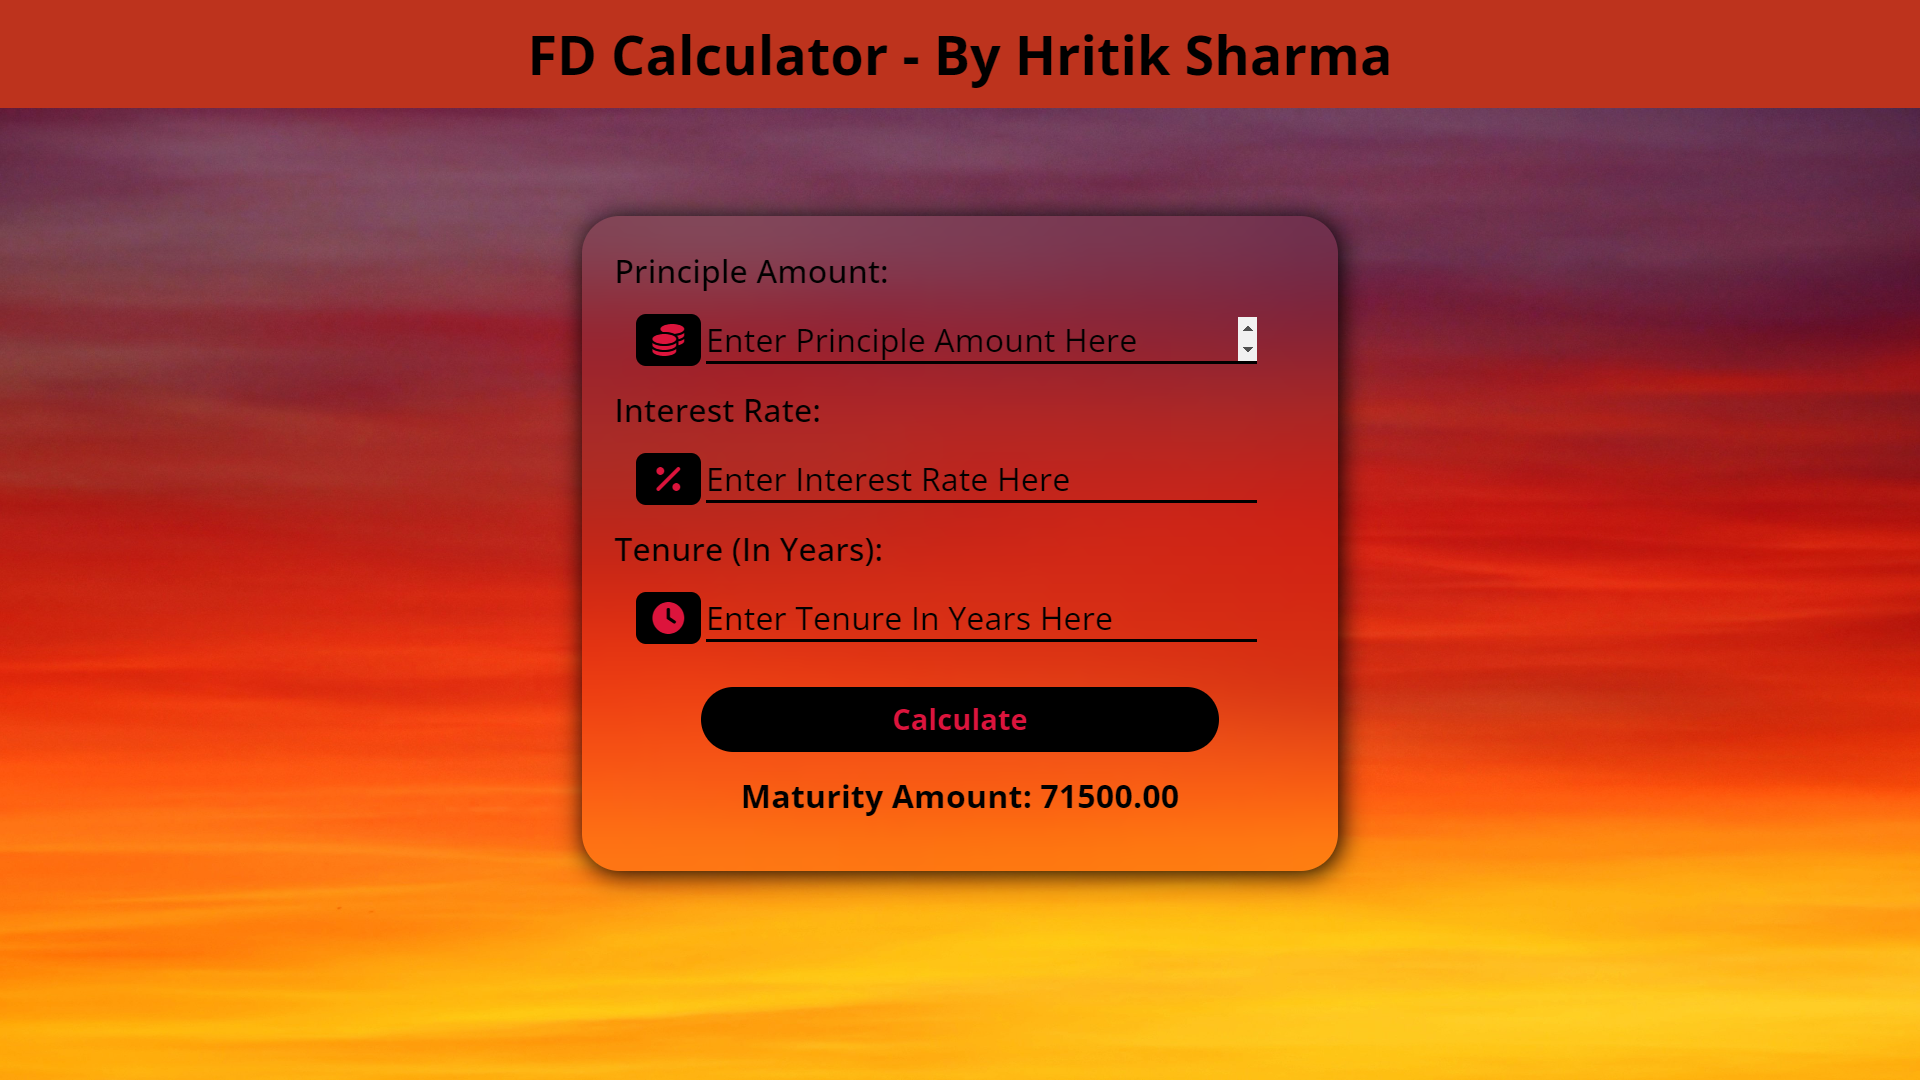 FD Calculator - By Hritik Sharma
Principle Amount:
Enter Principle Amount Here
Interest Rate:
Enter Interest Rate Here
Tenure (In Years):
Enter Tenure In Years Here
Calculate
Maturity Amount: 71500.00